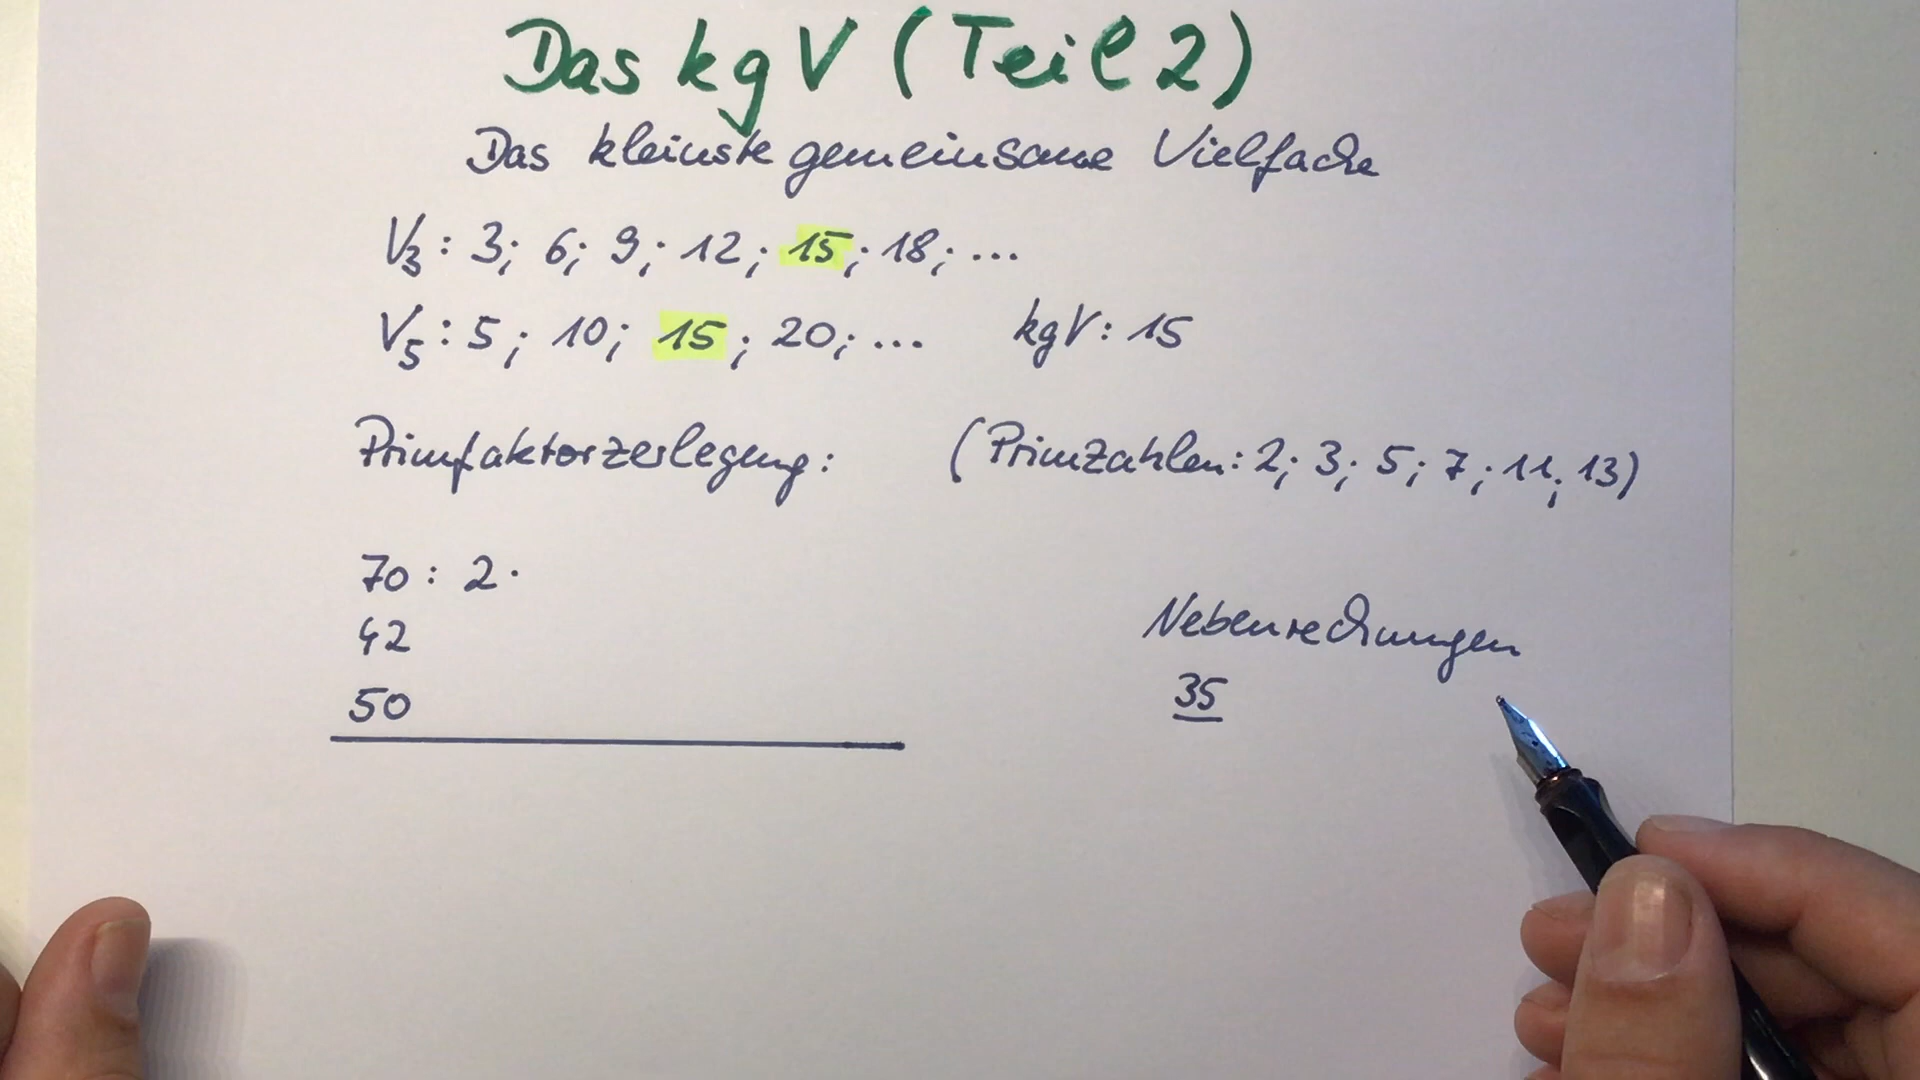 Das kgV (Teil 2)
Das kleinste gemeinsame Vielfache
V3: 3; 6; 9; 12; 15; 18; ...
V5: 5; 10; 15; 20; ... kgV: 15
Primfaktorzerlegung: (Primzahlen: 2; 3; 5; 7; 11; 13)
70 : 2 ·
42
50
Nebenrechnungen
35